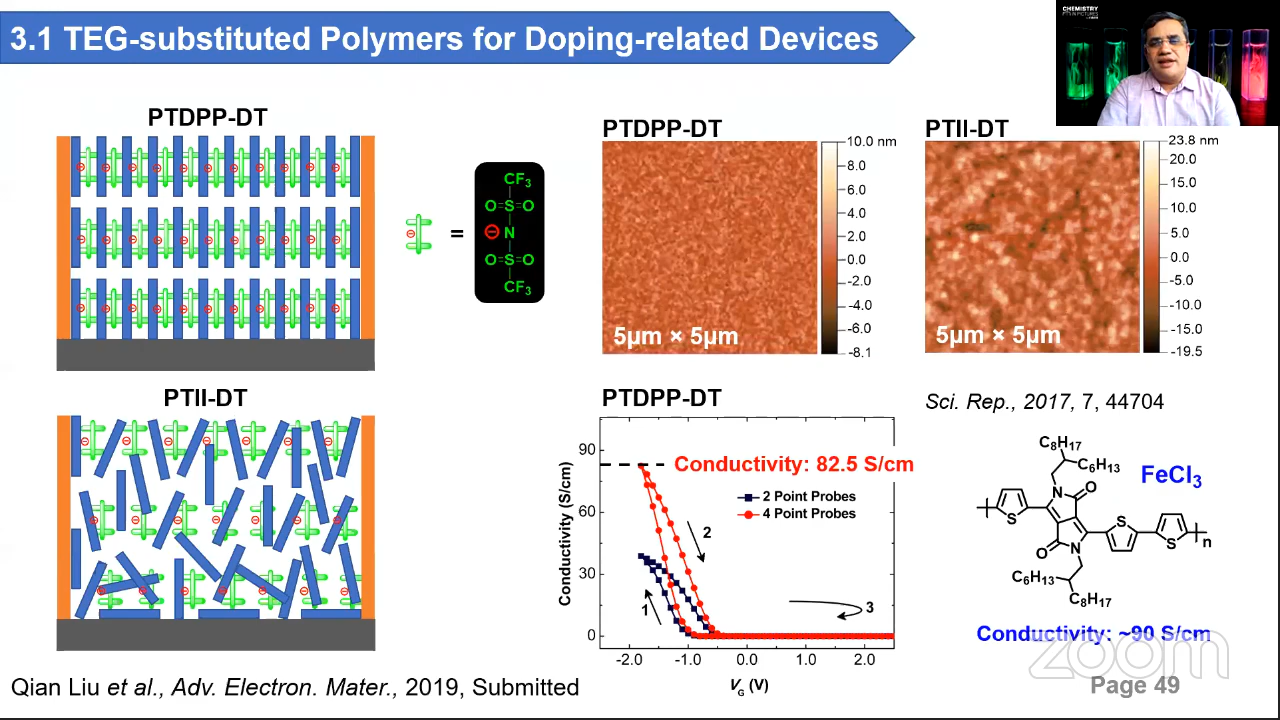 3.1 TEG-substituted Polymers for Doping-related Devices
CHEMISTRY
PTDPP-DT
CF3
O=S=O
⊖ N
O=S=O
CF3
=
PTII-DT
PTDPP-DT
10.0 nm
8.0
6.0
4.0
2.0
0.0
-2.0
-4.0
-6.0
-8.1
5µm × 5µm
PTII-DT
23.8 nm
20.0
15.0
10.0
5.0
0.0
-5.0
-10.0
-15.0
-19.5
5µm × 5µm
PTDPP-DT
Conductivity (S/cm)
90
60
30
0
Conductivity: 82.5 S/cm
2 Point Probes
4 Point Probes
1
2
3
-2.0 -1.0 0.0 1.0 2.0
VG (V)
Sci. Rep., 2017, 7, 44704
C8H17
C6H13
FeCl3
N
O
S
S
S
n
O
N
C6H13
C8H17
Conductivity: ~90 S/cm
zoom
Qian Liu et al., Adv. Electron. Mater., 2019, Submitted
Page 49